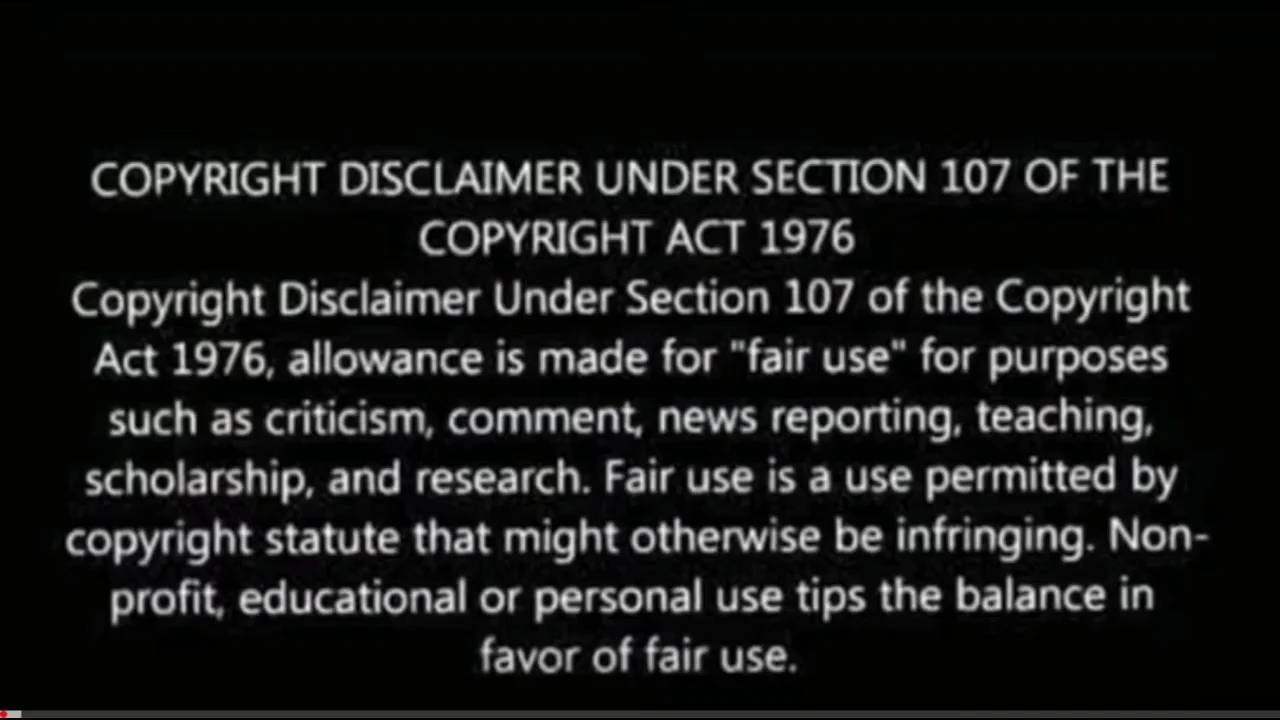 COPYRIGHT DISCLAIMER UNDER SECTION 107 OF THE
COPYRIGHT ACT 1976
Copyright Disclaimer Under Section 107 of the Copyright
Act 1976, allowance is made for "fair use" for purposes
such as criticism, comment, news reporting, teaching,
scholarship, and research. Fair use is a use permitted by
copyright statute that might otherwise be infringing. Non-
profit, educational or personal use tips the balance in
favor of fair use.